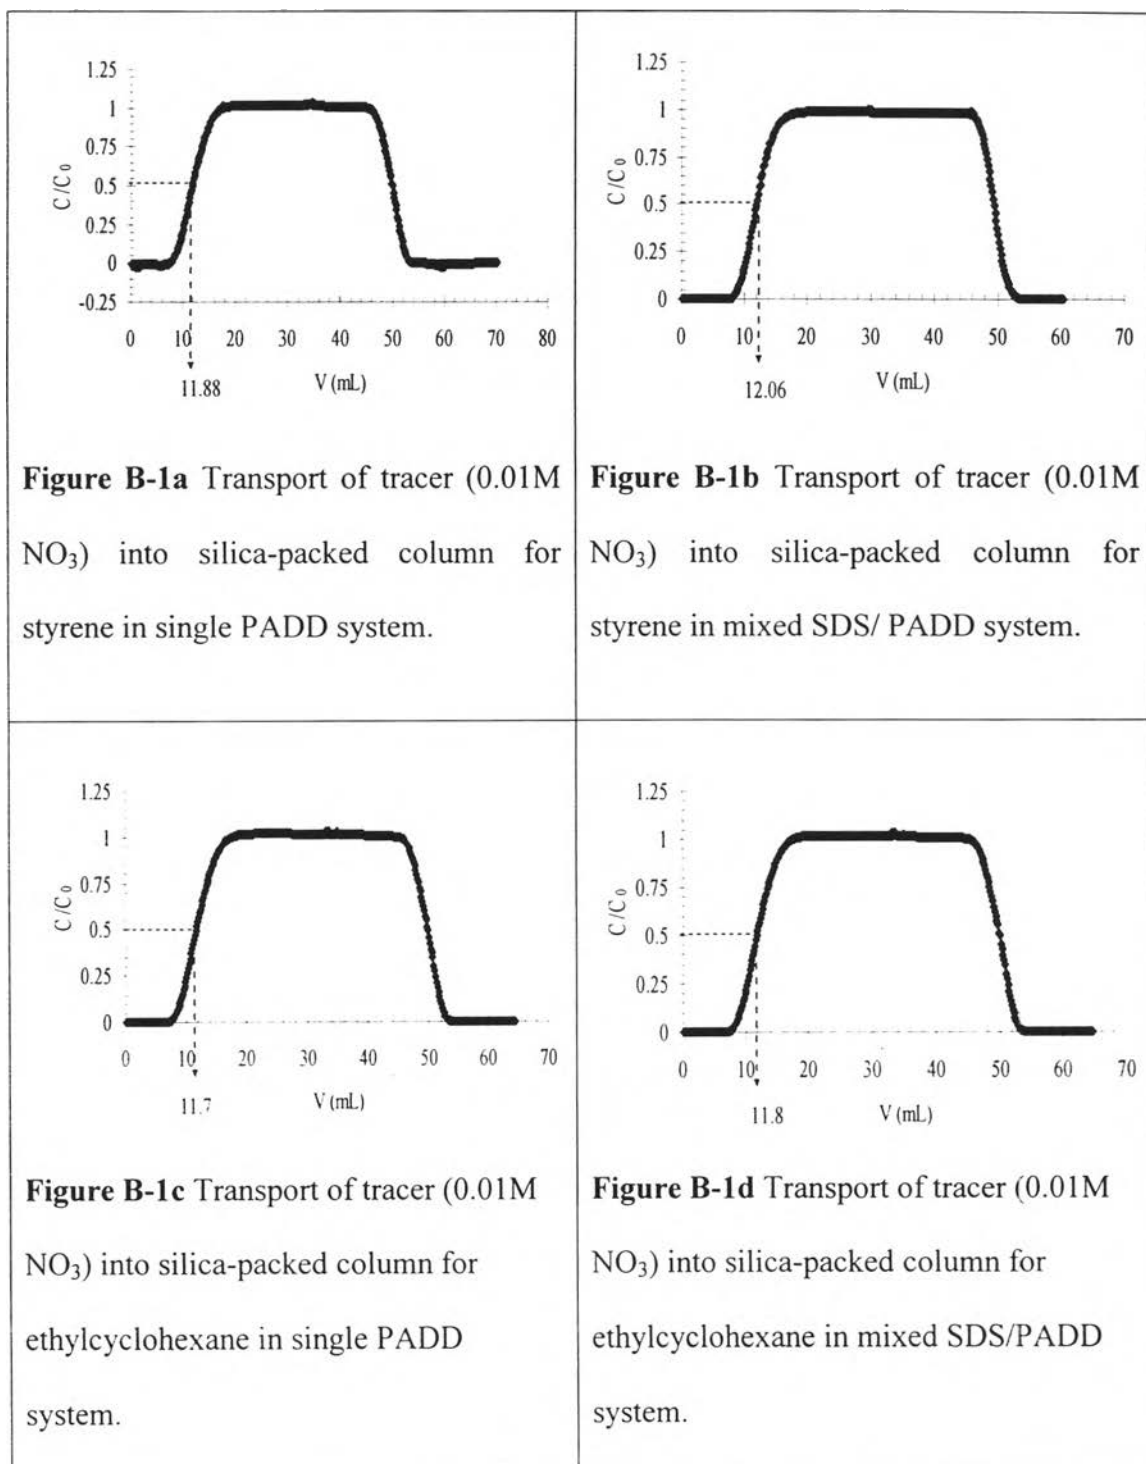 1.25
1
0.75
0.5
0.25
0
-0.25
C/C₀
0 10 20 30 40 50 60 70 80
11.88
V (mL)
Figure B-1a Transport of tracer (0.01M
NO₃) into silica-packed column for
styrene in single PADD system.
1.25
1
0.75
0.5
0.25
0
C/C₀
0 10 20 30 40 50 60 70
12.06
V (mL)
Figure B-1b Transport of tracer (0.01M
NO₃) into silica-packed column for
styrene in mixed SDS/ PADD system.
1.25
1
0.75
0.5
0.25
0
C/C₀
0 10 20 30 40 50 60 70
11.7
V (mL)
Figure B-1c Transport of tracer (0.01M
NO₃) into silica-packed column for
ethylcyclohexane in single PADD
system.
1.25
1
0.75
0.5
0.25
0
C/C₀
0 10 20 30 40 50 60 70
11.8
V (mL)
Figure B-1d Transport of tracer (0.01M
NO₃) into silica-packed column for
ethylcyclohexane in mixed SDS/PADD
system.